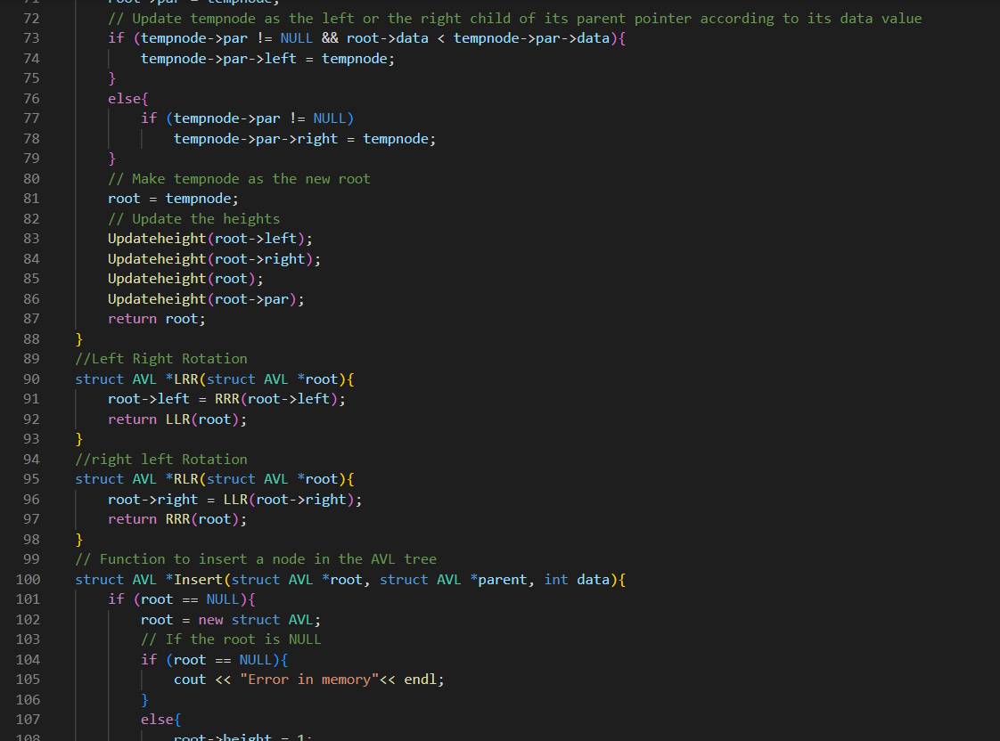 71 root->par = tempnode;
72 // Update tempnode as the left or the right child of its parent pointer according to its data value
73 if (tempnode->par != NULL && root->data < tempnode->par->data){
74 tempnode->par->left = tempnode;
75 }
76 else{
77 if (tempnode->par != NULL)
78 tempnode->par->right = tempnode;
79 }
80 // Make tempnode as the new root
81 root = tempnode;
82 // Update the heights
83 Updateheight(root->left);
84 Updateheight(root->right);
85 Updateheight(root);
86 Updateheight(root->par);
87 return root;
88 }
89 //Left Right Rotation
90 struct AVL *LRR(struct AVL *root){
91 root->left = RRR(root->left);
92 return LLR(root);
93 }
94 //right left Rotation
95 struct AVL *RLR(struct AVL *root){
96 root->right = LLR(root->right);
97 return RRR(root);
98 }
99 // Function to insert a node in the AVL tree
100 struct AVL *Insert(struct AVL *root, struct AVL *parent, int data){
101 if (root == NULL){
102 root = new struct AVL;
103 // If the root is NULL
104 if (root == NULL){
105 cout << "Error in memory"<< endl;
106 }
107 else{
108 root->height = 1;